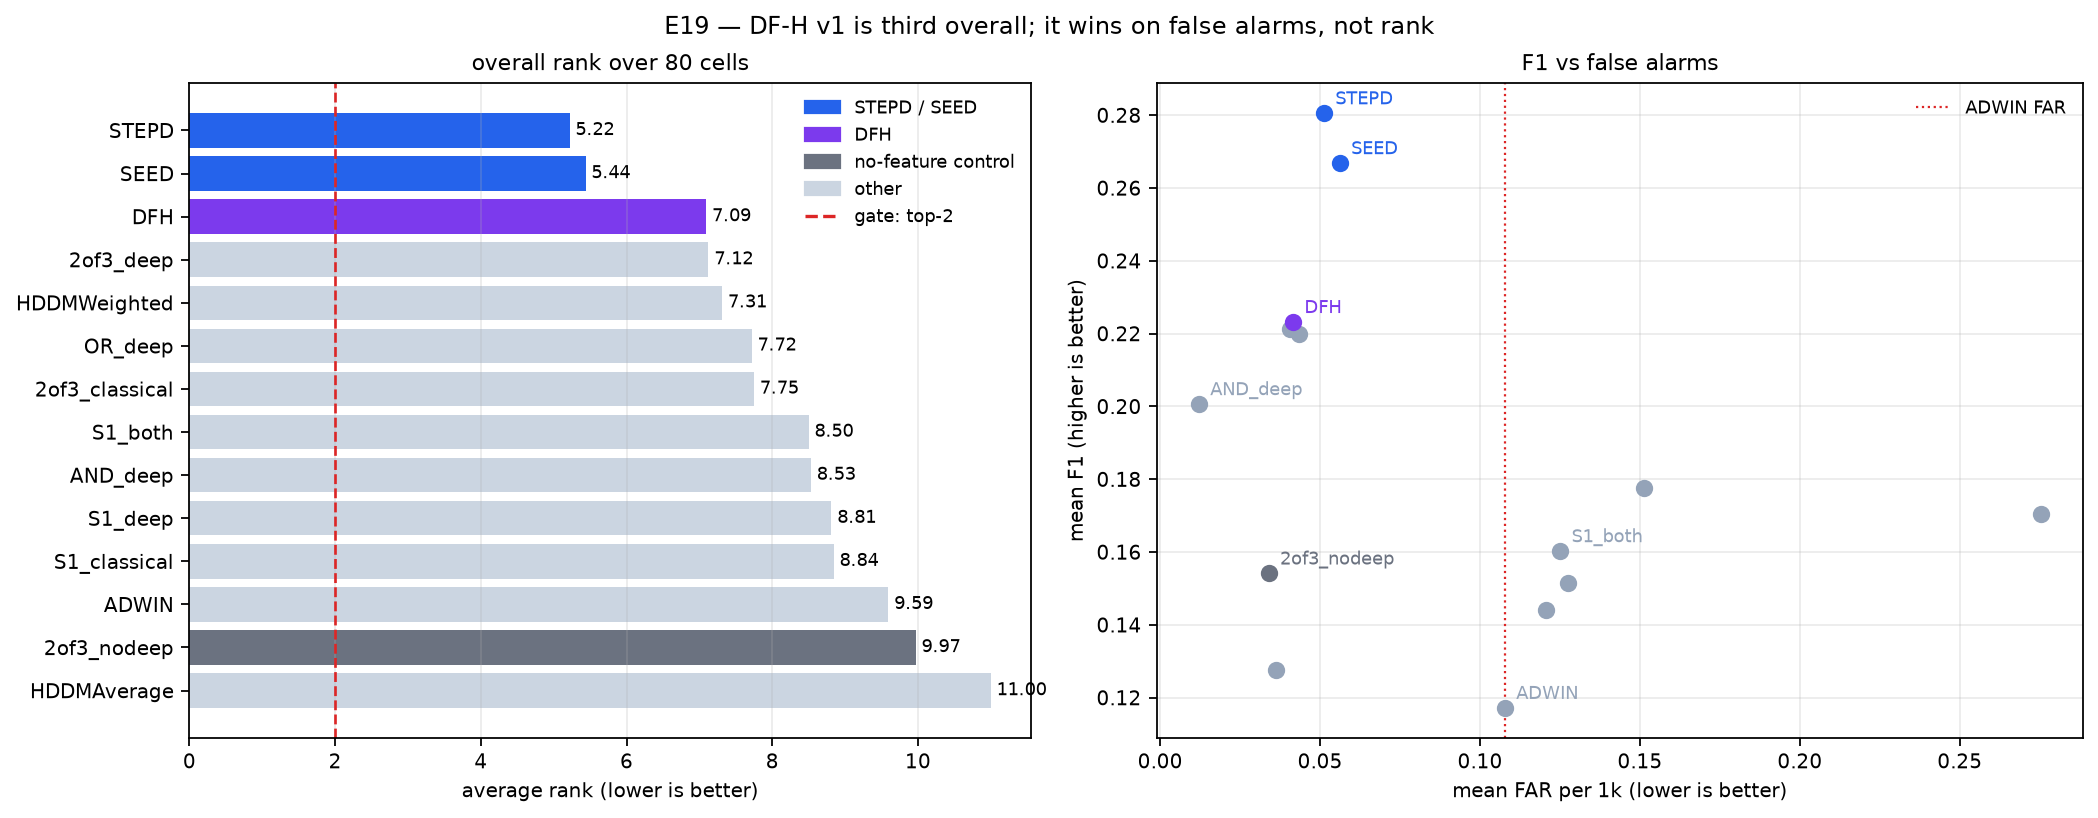 E19 — DF-H v1 is third overall; it wins on false alarms, not rank
overall rank over 80 cells
STEPD
SEED
DFH
2of3_deep
HDDMWeighted
OR_deep
2of3_classical
S1_both
AND_deep
S1_deep
S1_classical
ADWIN
2of3_nodeep
HDDMAverage
5.22
5.44
7.09
7.12
7.31
7.72
7.75
8.50
8.53
8.81
8.84
9.59
9.97
11.00
STEPD / SEED
DFH
no-feature control
other
gate: top-2
0 2 4 6 8 10
average rank (lower is better)
F1 vs false alarms
mean F1 (higher is better)
0.28
0.26
0.24
0.22
0.20
0.18
0.16
0.14
0.12
ADWIN FAR
STEPD
SEED
DFH
AND_deep
S1_both
2of3_nodeep
ADWIN
0.00 0.05 0.10 0.15 0.20 0.25
mean FAR per 1k (lower is better)